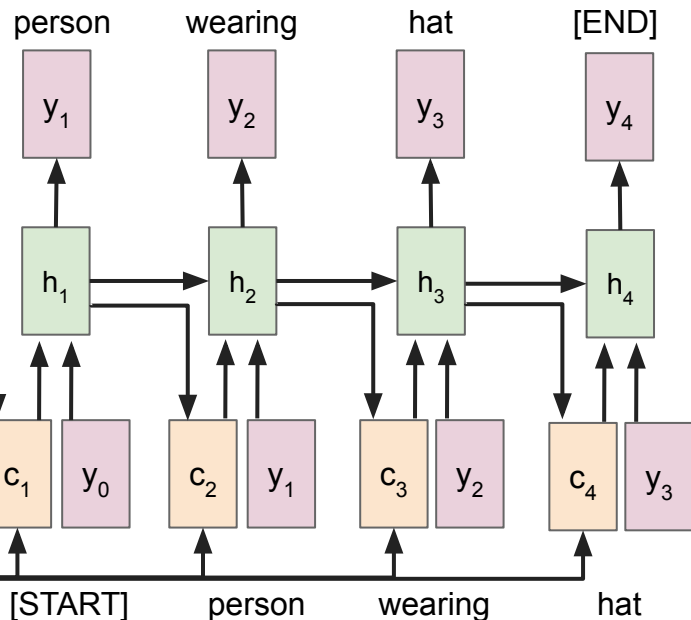 person wearing hat [END]
y1 y2 y3 y4
h1 h2 h3 h4
c1 y0 c2 y1 c3 y2 c4 y3
[START] person wearing hat